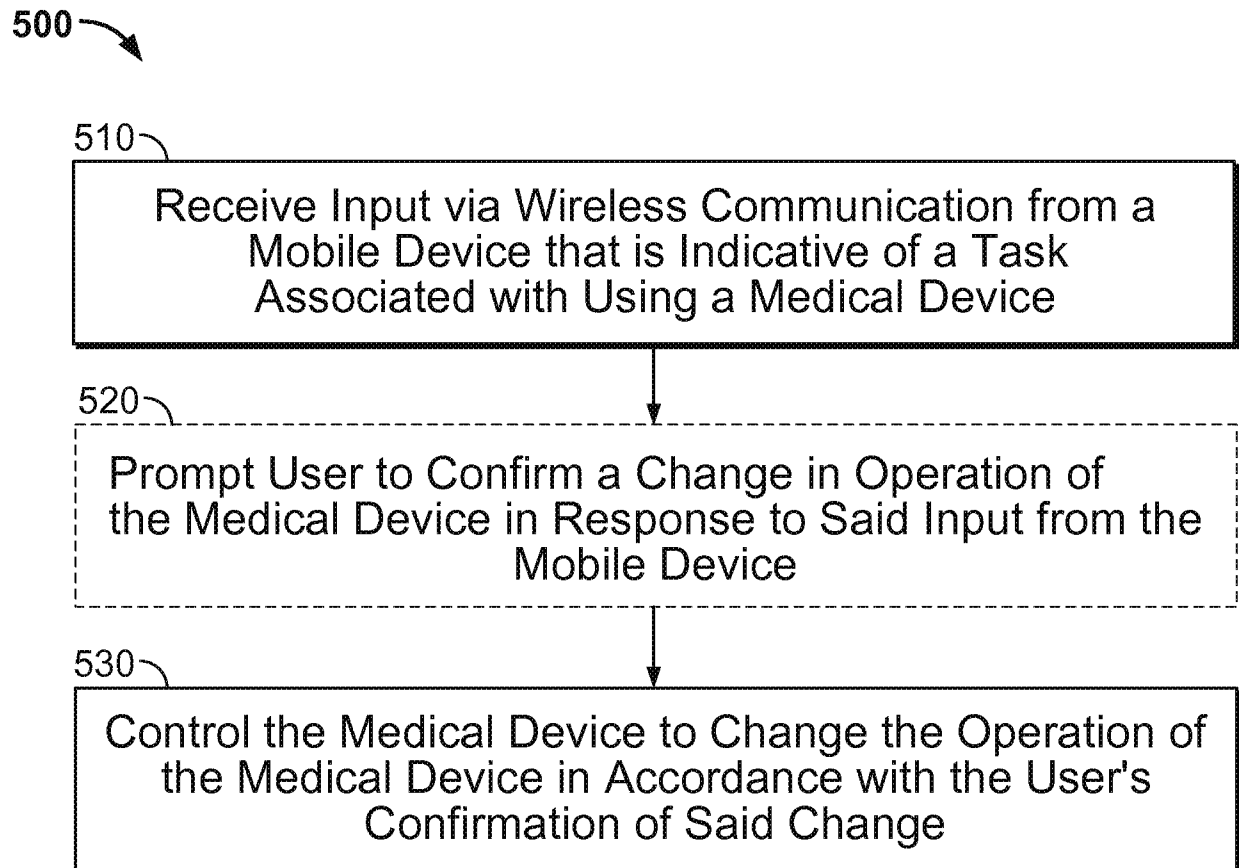 500
510
Receive Input via Wireless Communication from a
Mobile Device that is Indicative of a Task
Associated with Using a Medical Device
520
Prompt User to Confirm a Change in Operation of
the Medical Device in Response to Said Input from the
Mobile Device
530
Control the Medical Device to Change the Operation of
the Medical Device in Accordance with the User's
Confirmation of Said Change